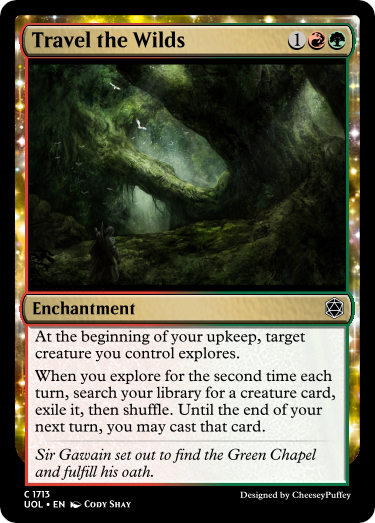 Travel the Wilds 1
Enchantment
At the beginning of your upkeep, target
creature you control explores.
When you explore for the second time each
turn, search your library for a creature card,
exile it, then shuffle. Until the end of your
next turn, you may cast that card.
Sir Gawain set out to find the Green Chapel
and fulfill his oath.
C 1713
UOL • EN Cody Shay
Designed by CheeseyPuffey